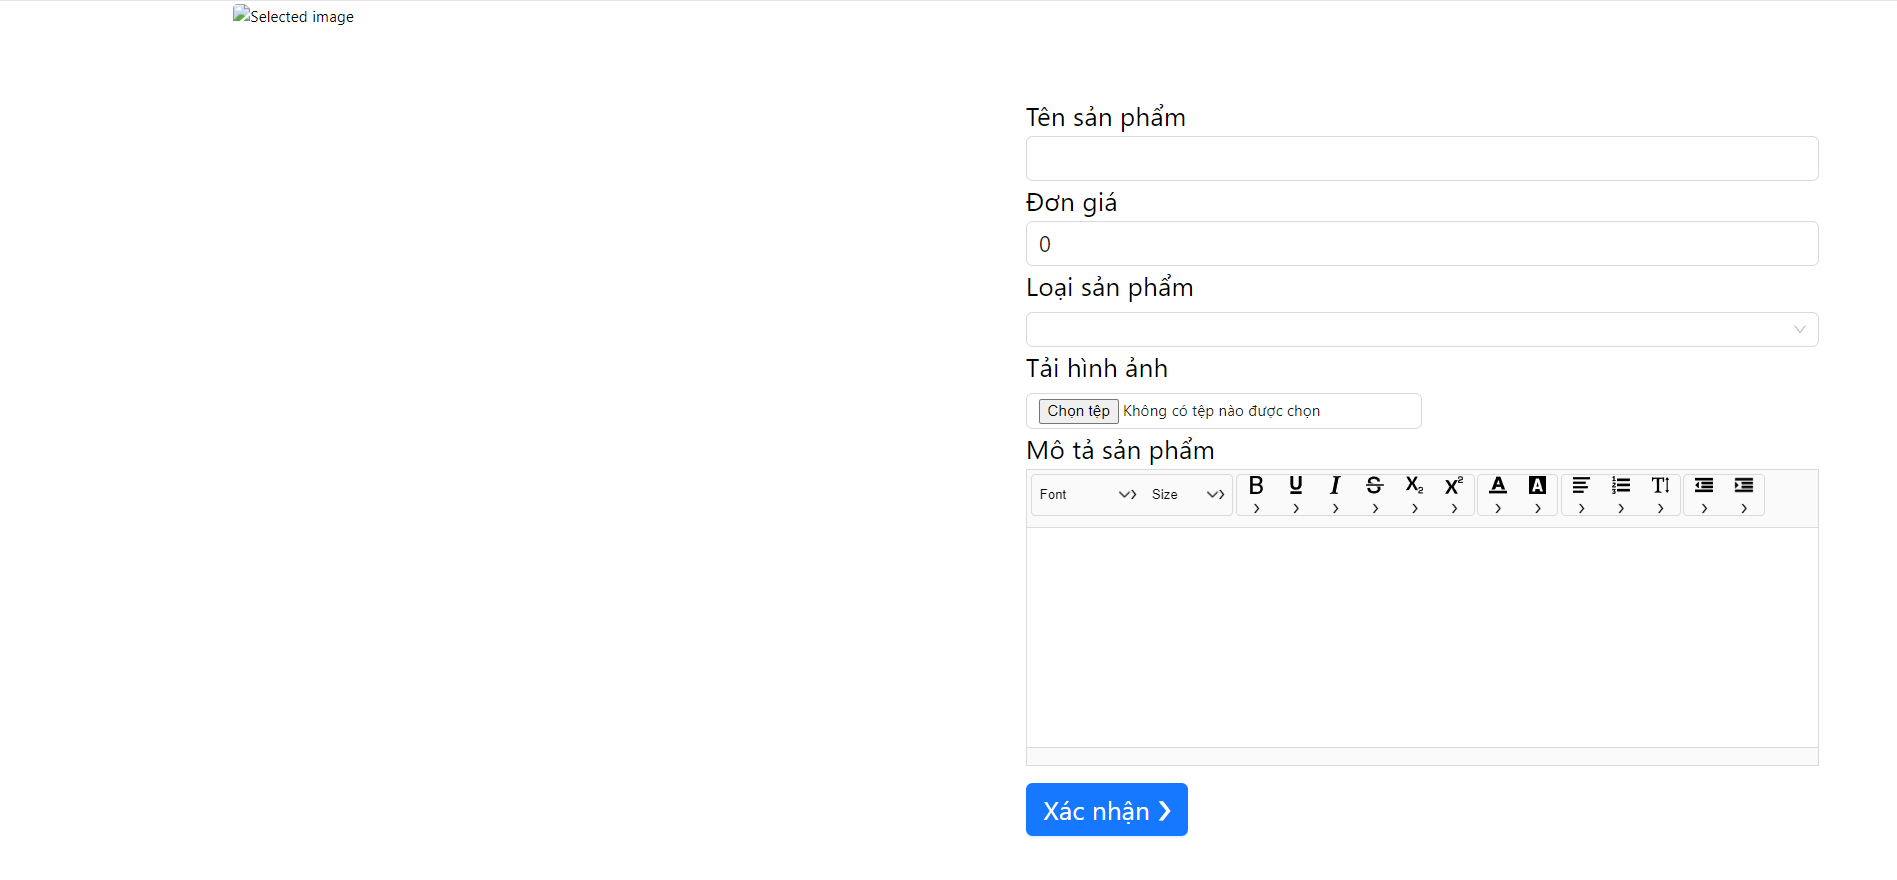 Selected image
Tên sản phẩm
Đơn giá
0
Loại sản phẩm
Tải hình ảnh
Chọn tệp Không có tệp nào được chọn
Mô tả sản phẩm
Font Size
Xác nhận ❯